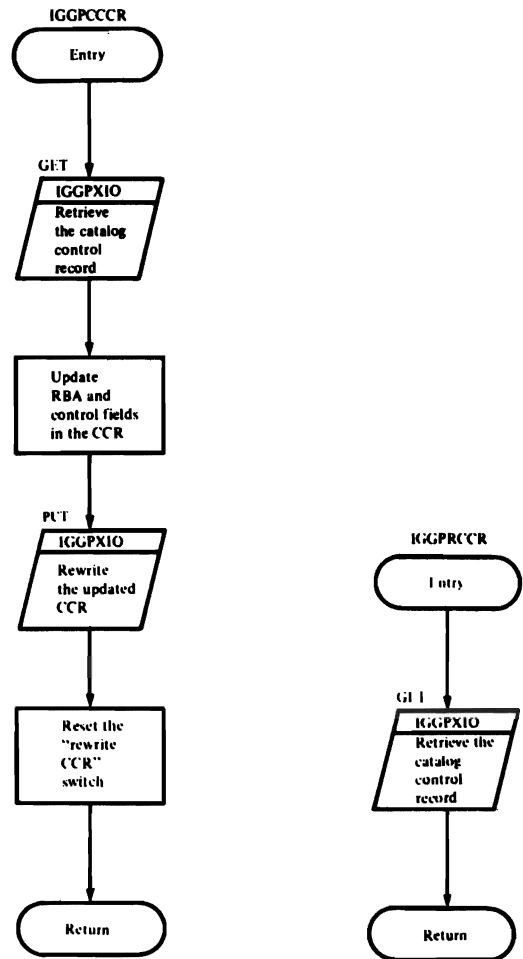 IGGPCCCR
Entry
GET
IGGPXIO
Retrieve
the catalog
control
record
Update
RBA and
control fields
in the CCR
PUT
IGGPXIO
Rewrite
the updated
CCR
Reset the
"rewrite
CCR"
switch
Return
IGGPRCCR
Entry
GET
IGGPXIO
Retrieve the
catalog
control
record
Return